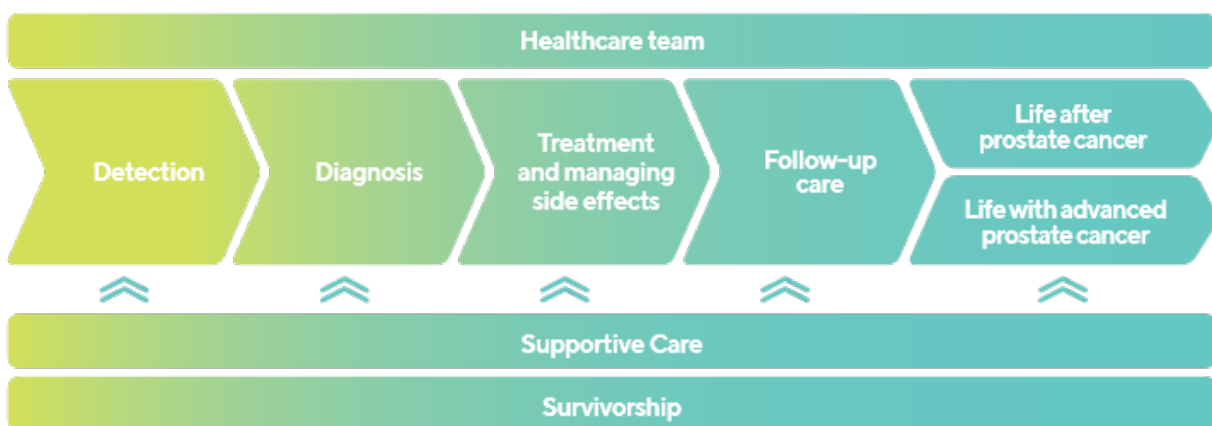 Healthcare team
Detection
Diagnosis
Treatment
and managing
side effects
Follow-up
care
Life after
prostate cancer
Life with advanced
prostate cancer
Supportive Care
Survivorship